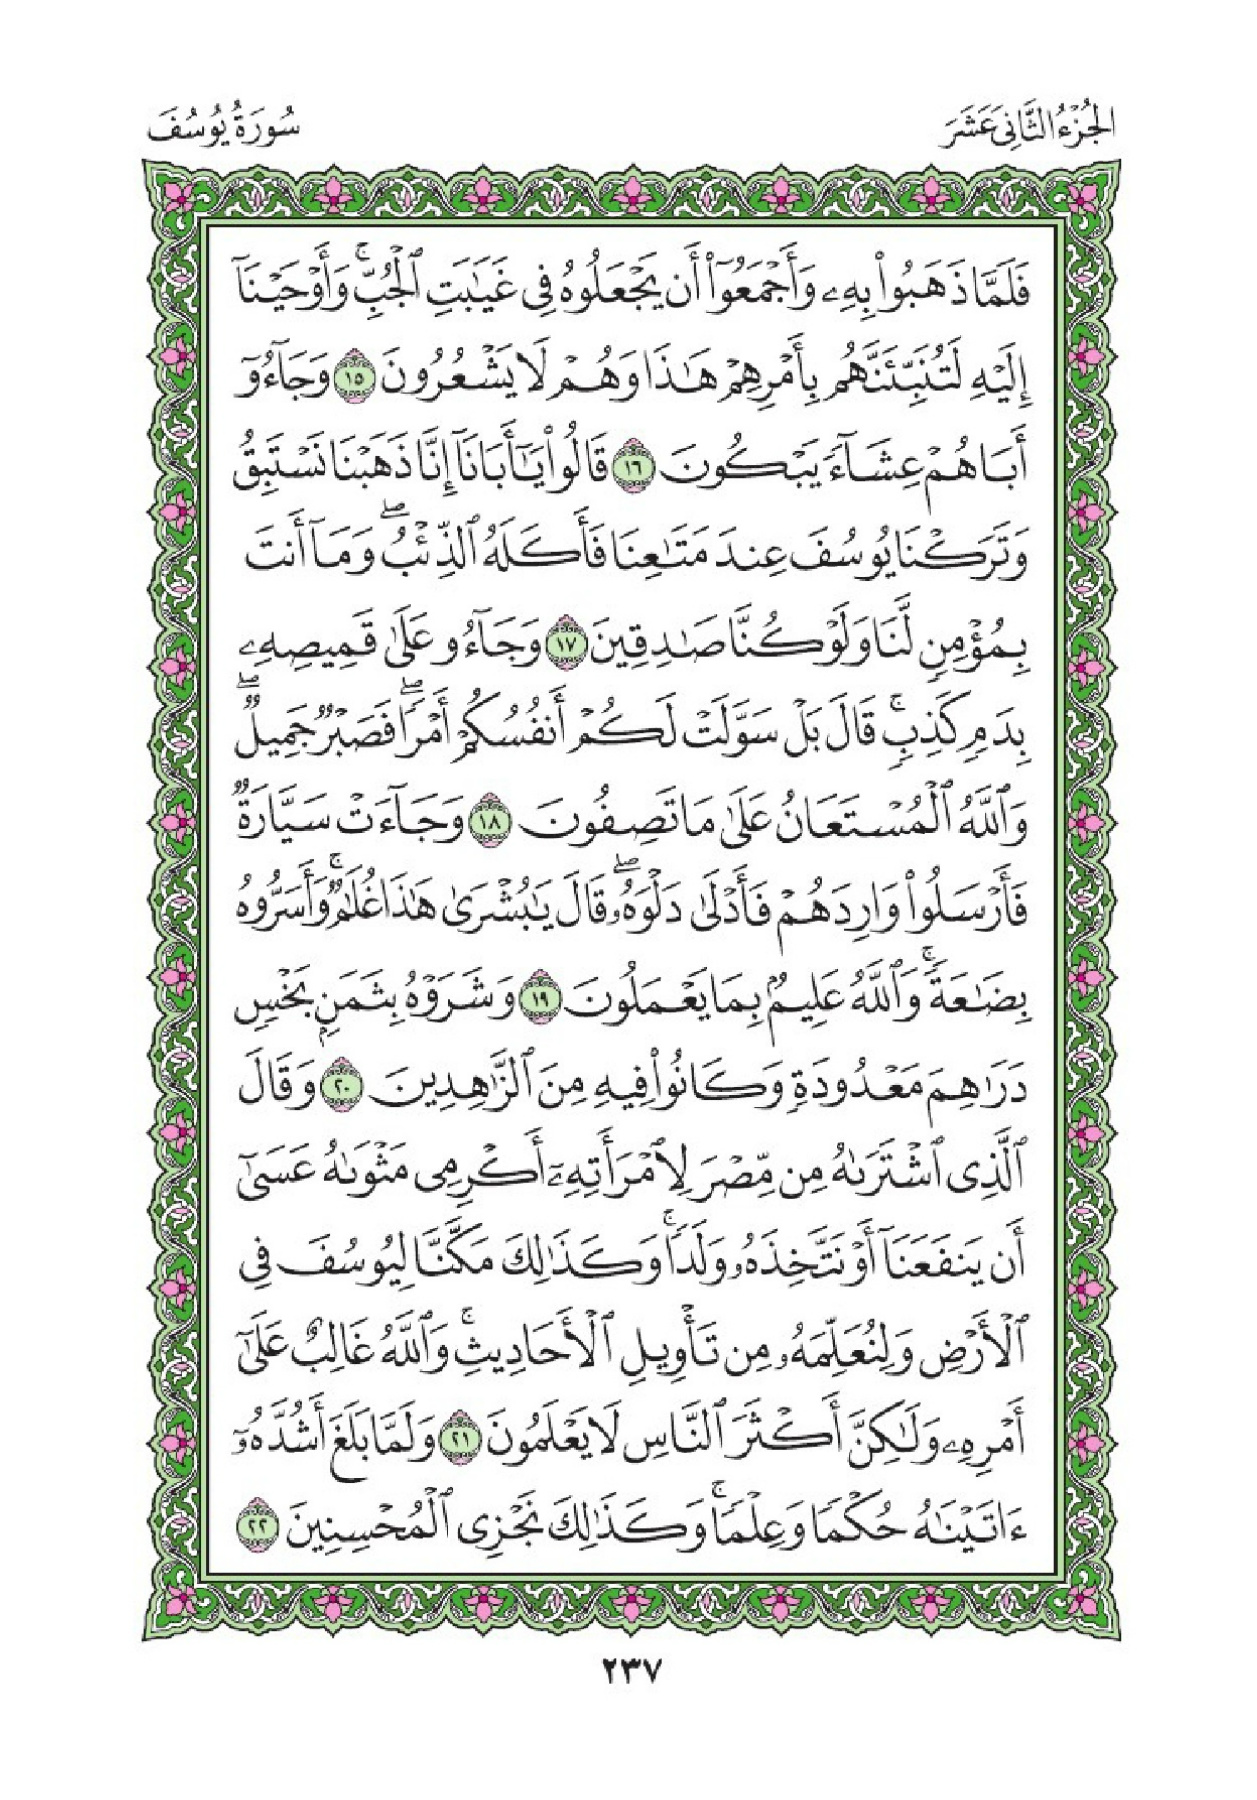 الجُزْءُ الثَّانِي عَشَرَ
سُورَةُ يُوسُفَ
فَلَمَّا ذَهَبُواْ بِهِۦ وَأَجْمَعُوٓاْ أَن يَجْعَلُوهُ فِى غَيَٰبَتِ ٱلْجُبِّ ۚ وَأَوْحَيْنَآ
إِلَيْهِ لَتُنَبِّئَنَّهُم بِأَمْرِهِمْ هَٰذَا وَهُمْ لَا يَشْعُرُونَ ١٥ وَجَآءُوٓ
أَبَاهُمْ عِشَآءً يَبْكُونَ ١٦ قَالُواْ يَٰٓأَبَانَآ إِنَّا ذَهَبْنَا نَسْتَبِقُ
وَتَرَكْنَا يُوسُفَ عِندَ مَتَٰعِنَا فَأَكَلَهُ ٱلذِّئْبُ ۖ وَمَآ أَنتَ
بِمُؤْمِنٍ لَّنَا وَلَوْ كُنَّا صَٰدِقِينَ ١٧ وَجَآءُو عَلَىٰ قَمِيصِهِۦ
بِدَمٍ كَذِبٍ ۚ قَالَ بَلْ سَوَّلَتْ لَكُمْ أَنفُسُكُمْ أَمْرًا ۖ فَصَبْرٌ جَمِيلٌ ۖ
وَٱللَّهُ ٱلْمُسْتَعَانُ عَلَىٰ مَا تَصِفُونَ ١٨ وَجَآءَتْ سَيَّارَةٌ
فَأَرْسَلُواْ وَارِدَهُمْ فَأَدْلَىٰ دَلْوَهُۥ ۖ قَالَ يَٰبُشْرَىٰ هَٰذَا غُلَٰمٌ ۚ وَأَسَرُّوهُ
بِضَٰعَةً ۚ وَٱللَّهُ عَلِيمٌۢ بِمَا يَعْمَلُونَ ١٩ وَشَرَوْهُ بِثَمَنٍۭ بَخْسٍ
دَرَٰهِمَ مَعْدُودَةٍ وَكَانُواْ فِيهِ مِنَ ٱلزَّٰهِدِينَ ٢٠ وَقَالَ
ٱلَّذِى ٱشْتَرَىٰهُ مِن مِّصْرَ لِٱمْرَأَتِهِۦٓ أَكْرِمِى مَثْوَىٰهُ عَسَىٰٓ
أَن يَنفَعَنَآ أَوْ نَتَّخِذَهُۥ وَلَدًا ۚ وَكَذَٰلِكَ مَكَّنَّا لِيُوسُفَ فِى
ٱلْأَرْضِ وَلِنُعَلِّمَهُۥ مِن تَأْوِيلِ ٱلْأَحَادِيثِ ۚ وَٱللَّهُ غَالِبٌ عَلَىٰٓ
أَمْرِهِۦ وَلَٰكِنَّ أَكْثَرَ ٱلنَّاسِ لَا يَعْلَمُونَ ٢١ وَلَمَّا بَلَغَ أَشُدَّهُۥٓ
ءَاتَيْنَٰهُ حُكْمًا وَعِلْمًا ۚ وَكَذَٰلِكَ نَجْزِى ٱلْمُحْسِنِينَ ٢٢
٢٣٧